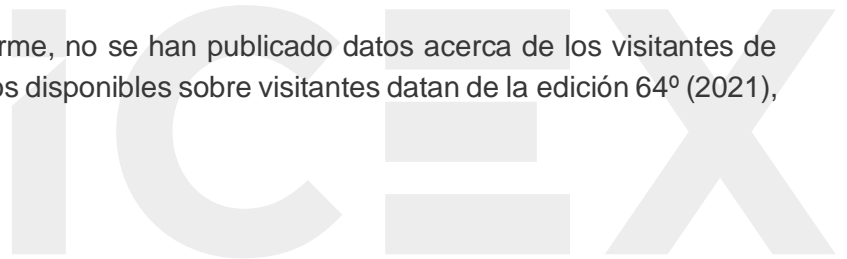 rme, no se han publicado datos acerca de los visitantes de
os disponibles sobre visitantes datan de la edición 64º (2021),
ICEX